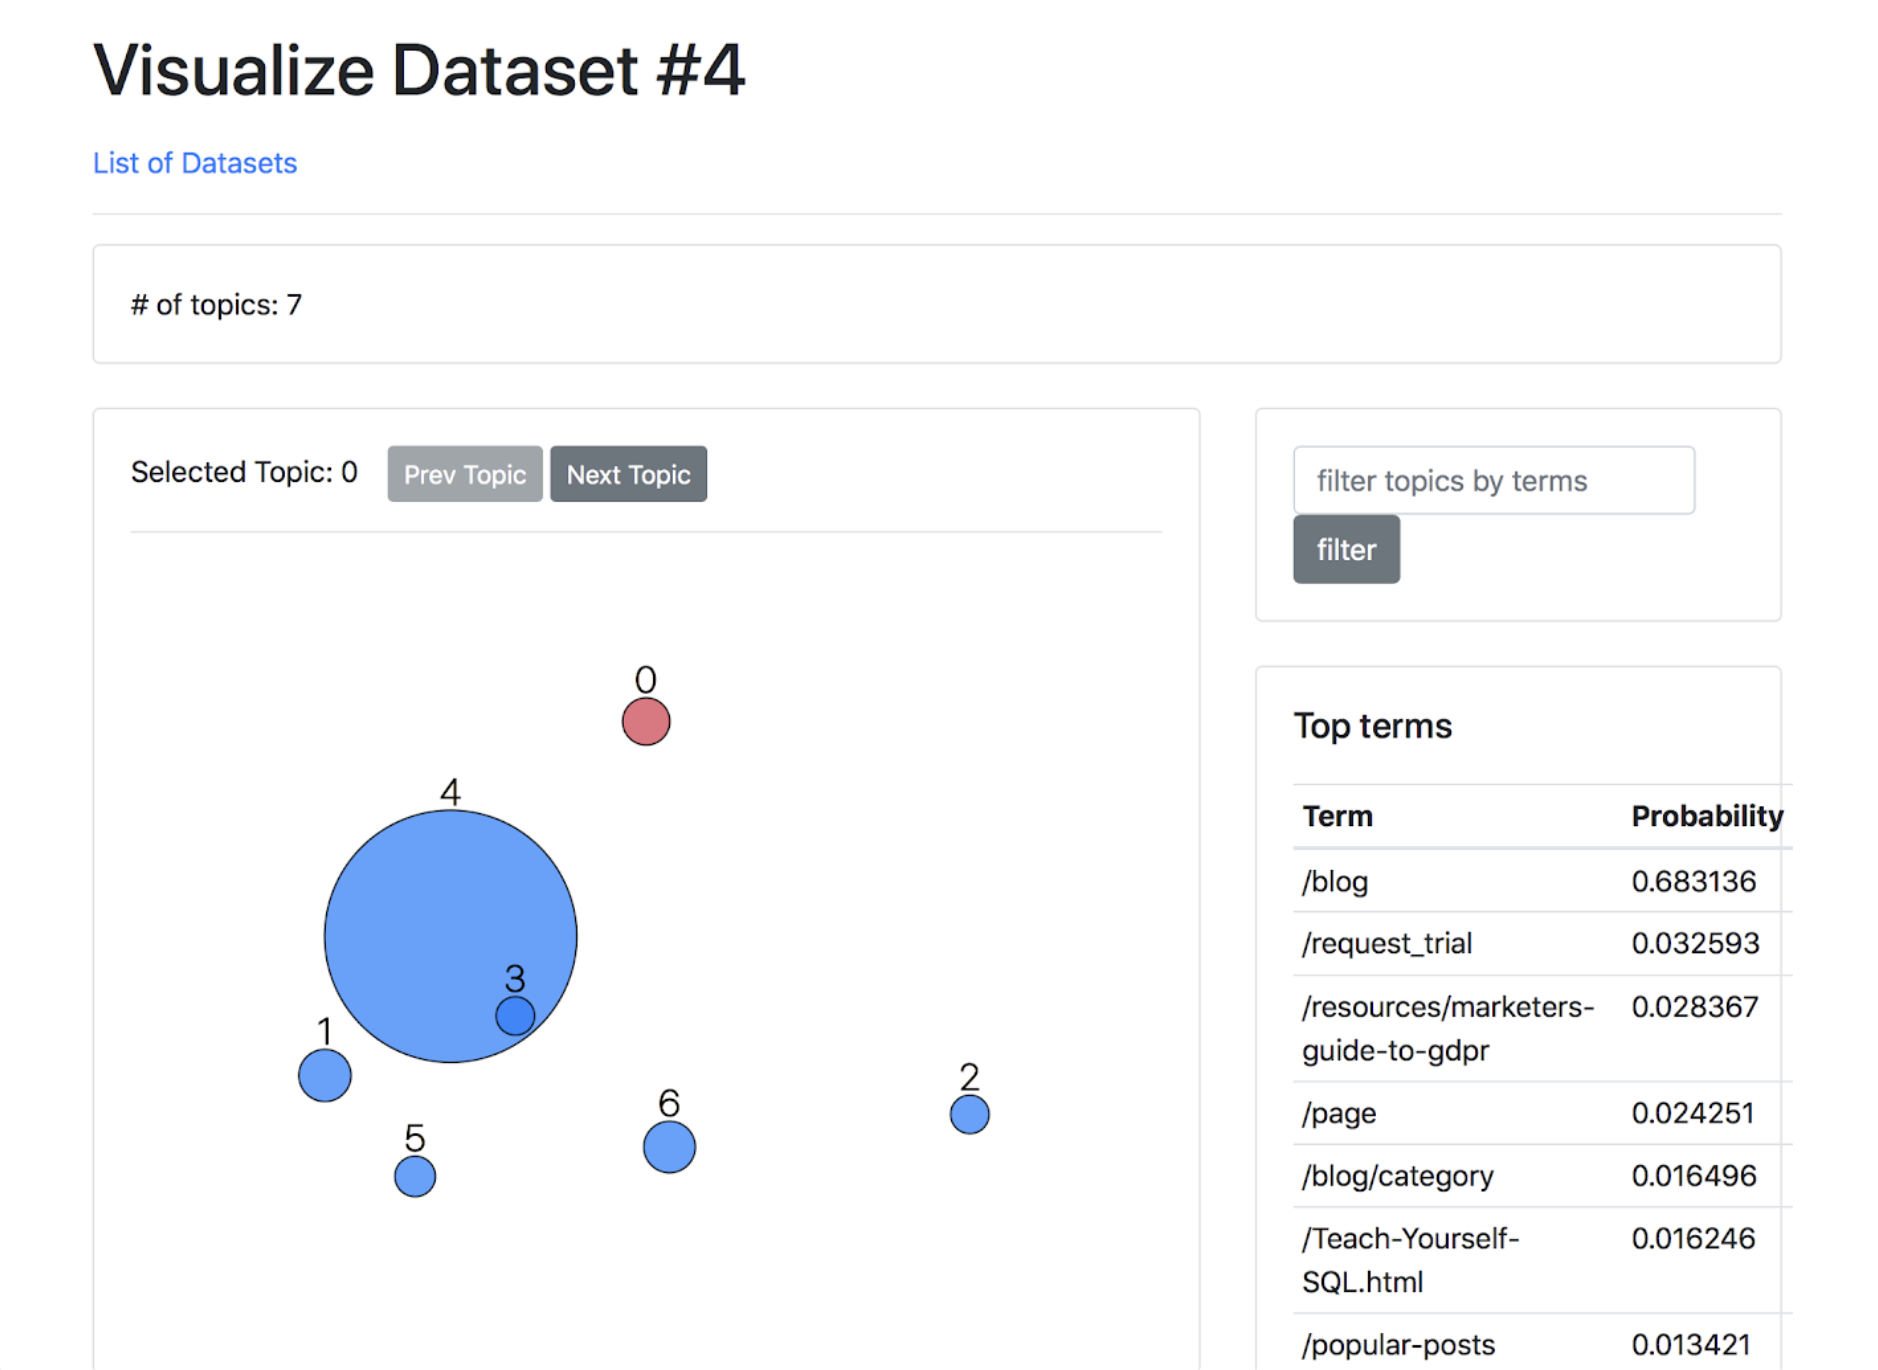 Visualize Dataset #4
List of Datasets
# of topics: 7
Selected Topic: 0 Prev Topic Next Topic
0
4
3
1
5
6
2
filter topics by terms
filter
Top terms
Term Probability
/blog 0.683136
/request_trial 0.032593
/resources/marketers- 0.028367
guide-to-gdpr
/page 0.024251
/blog/category 0.016496
/Teach-Yourself- 0.016246
SQL.html
/popular-posts 0.013421